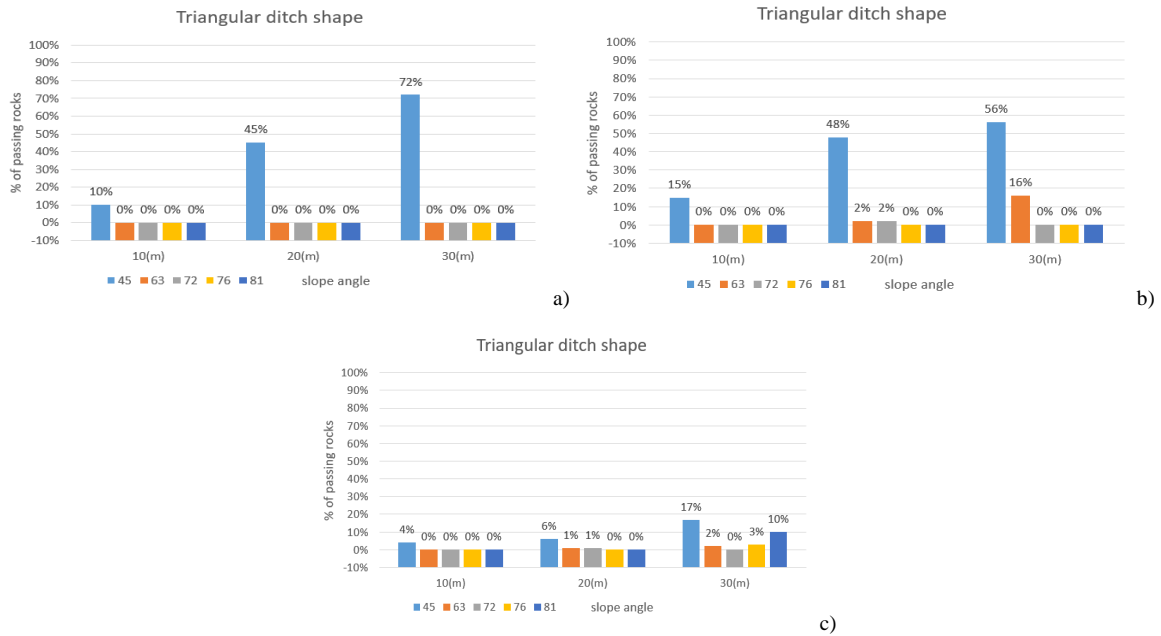 Triangular ditch shape
100%
90%
80%
70%
60%
50%
40%
30%
20%
10%
0%
-10%
% of passing rocks
10% 0% 0% 0% 0%
45% 0% 0% 0% 0%
72% 0% 0% 0% 0%
10(m) 20(m) 30(m)
45 63 72 76 81 slope angle
a)
Triangular ditch shape
100%
90%
80%
70%
60%
50%
40%
30%
20%
10%
0%
-10%
% of passing rocks
15% 0% 0% 0% 0%
48% 2% 2% 0% 0%
56% 16% 0% 0% 0%
10(m) 20(m) 30(m)
45 63 72 76 81 slope angle
b)
Triangular ditch shape
100%
90%
80%
70%
60%
50%
40%
30%
20%
10%
0%
-10%
% of passing rocks
4% 0% 0% 0% 0%
6% 1% 1% 0% 0%
17% 2% 0% 3% 10%
10(m) 20(m) 30(m)
45 63 72 76 81 slope angle
c)